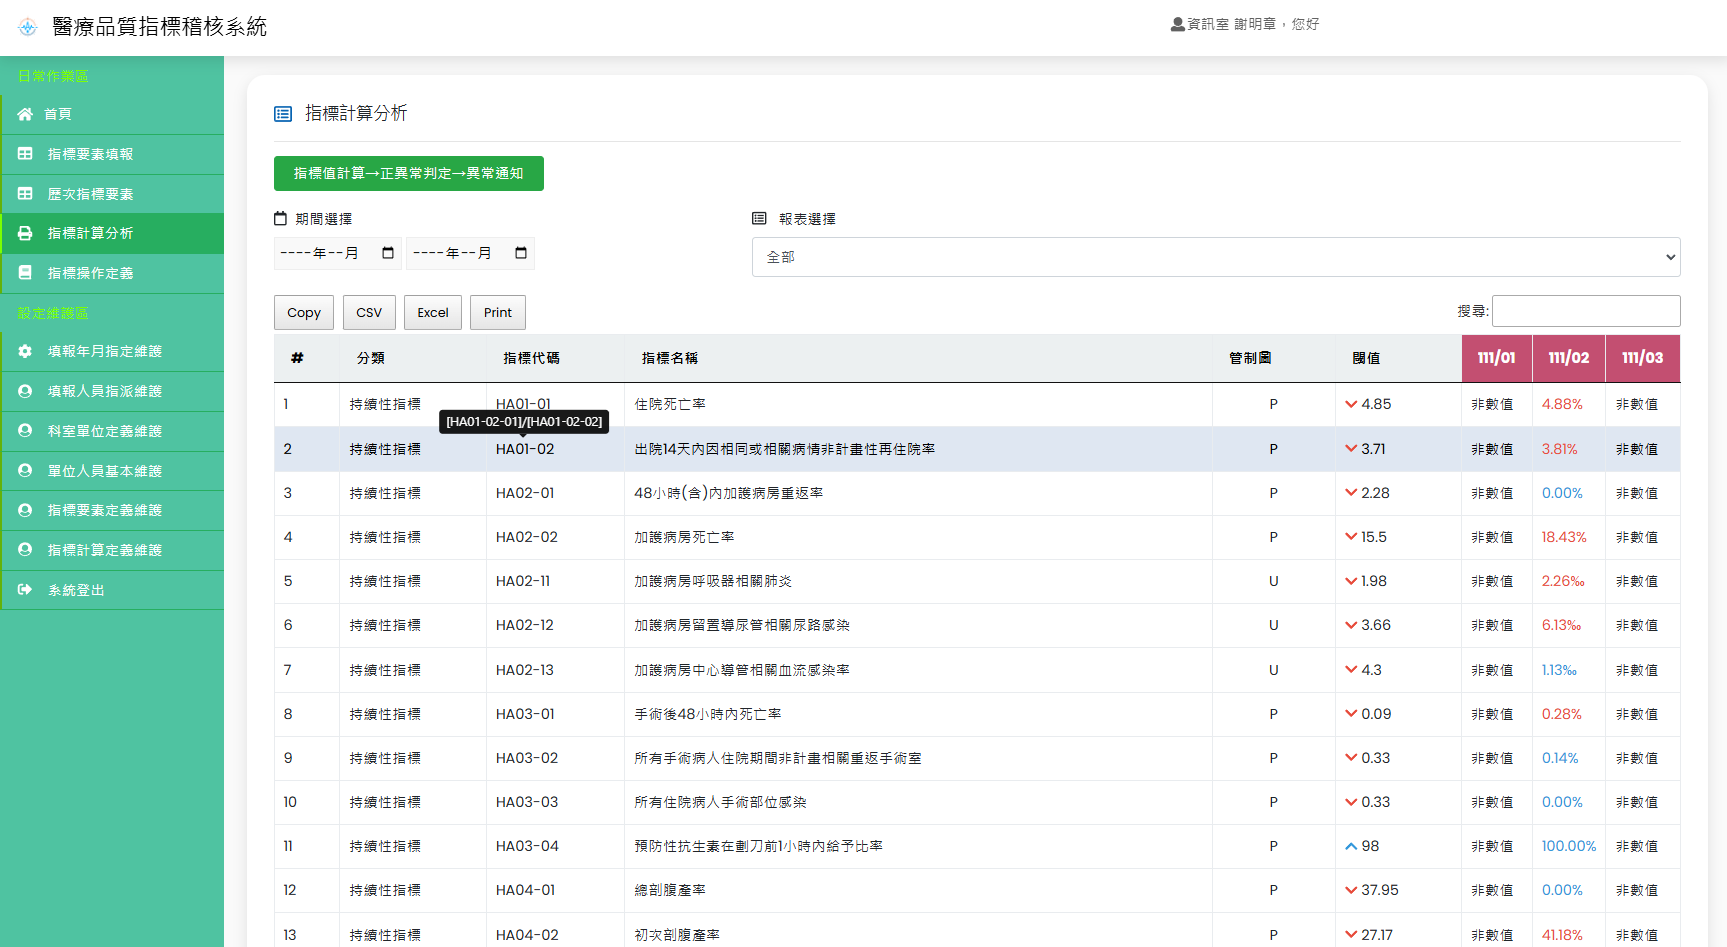 醫療品質指標稽核系統
資訊室 謝明章，您好
日常作業區
首頁
指標要素填報
歷次指標要素
指標計算分析
指標操作定義
設定維護區
填報年月指定維護
填報人員指派維護
科室單位定義維護
單位人員基本維護
指標要素定義維護
指標計算定義維護
系統登出
指標計算分析
指標值計算→正異常判定→異常通知
期間選擇
----年--月 ----年--月
報表選擇
全部
Copy CSV Excel Print
搜尋:
# 分類 指標代碼 指標名稱 管制圖 閾值 111/01 111/02 111/03
1 持續性指標 HA01-01 住院死亡率 P 4.85 非數值 4.88% 非數值
[HA01-02-01]/[HA01-02-02]
2 持續性指標 HA01-02 出院14天內因相同或相關病情非計畫性再住院率 P 3.71 非數值 3.81% 非數值
3 持續性指標 HA02-01 48小時(含)內加護病房重返率 P 2.28 非數值 0.00% 非數值
4 持續性指標 HA02-02 加護病房死亡率 P 15.5 非數值 18.43% 非數值
5 持續性指標 HA02-11 加護病房呼吸器相關肺炎 U 1.98 非數值 2.26‰ 非數值
6 持續性指標 HA02-12 加護病房留置導尿管相關尿路感染 U 3.66 非數值 6.13‰ 非數值
7 持續性指標 HA02-13 加護病房中心導管相關血流感染率 U 4.3 非數值 1.13‰ 非數值
8 持續性指標 HA03-01 手術後48小時內死亡率 P 0.09 非數值 0.28% 非數值
9 持續性指標 HA03-02 所有手術病人住院期間非計畫相關重返手術室 P 0.33 非數值 0.14% 非數值
10 持續性指標 HA03-03 所有住院病人手術部位感染 P 0.33 非數值 0.00% 非數值
11 持續性指標 HA03-04 預防性抗生素在劃刀前1小時內給予比率 P 98 非數值 100.00% 非數值
12 持續性指標 HA04-01 總剖腹產率 P 37.95 非數值 0.00% 非數值
13 持續性指標 HA04-02 初次剖腹產率 P 27.17 非數值 41.18% 非數值